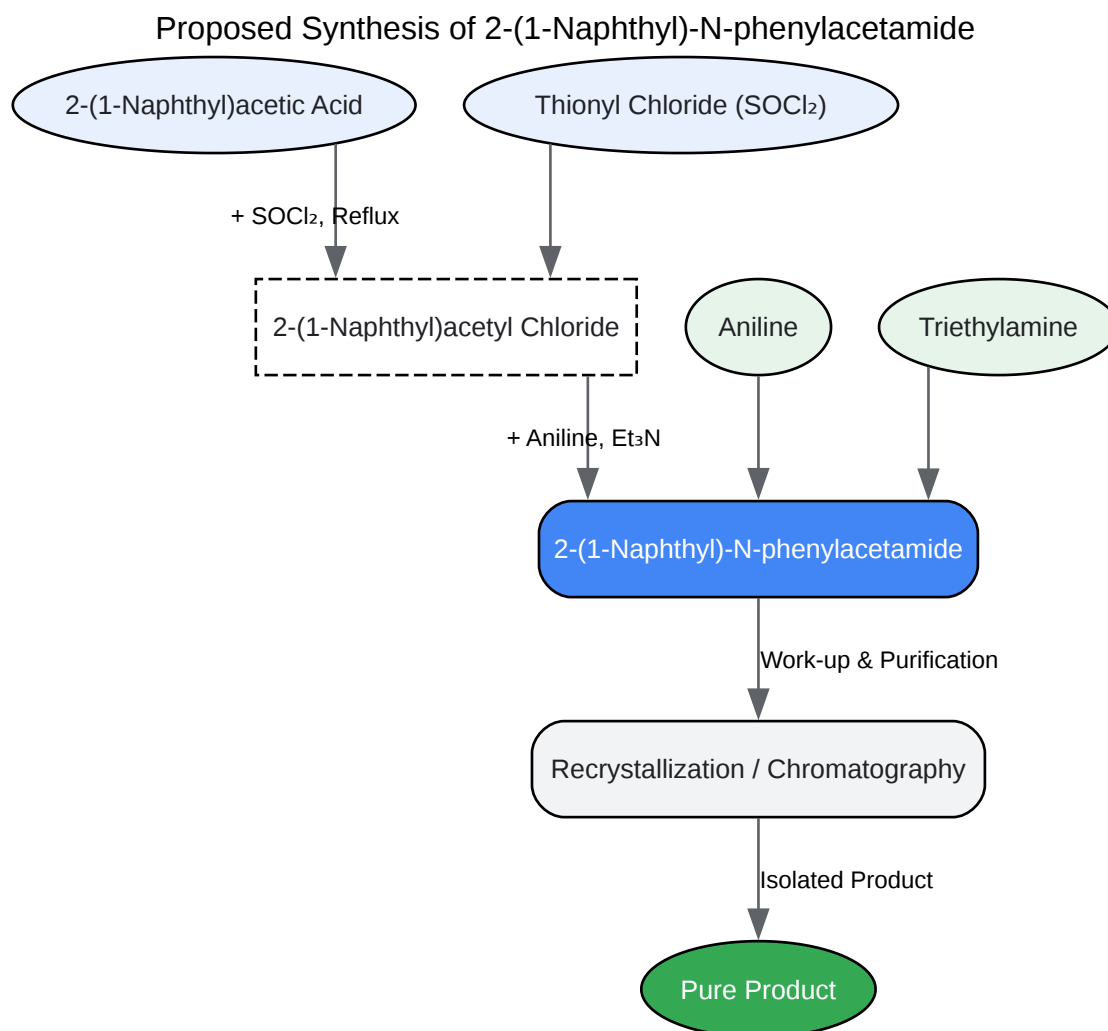 Proposed Synthesis of 2-(1-Naphthyl)-N-phenylacetamide
2-(1-Naphthyl)acetic Acid
Thionyl Chloride (SOCl₂)
+ SOCl₂, Reflux
2-(1-Naphthyl)acetyl Chloride
Aniline
Triethylamine
+ Aniline, Et₃N
2-(1-Naphthyl)-N-phenylacetamide
Work-up & Purification
Recrystallization / Chromatography
Isolated Product
Pure Product